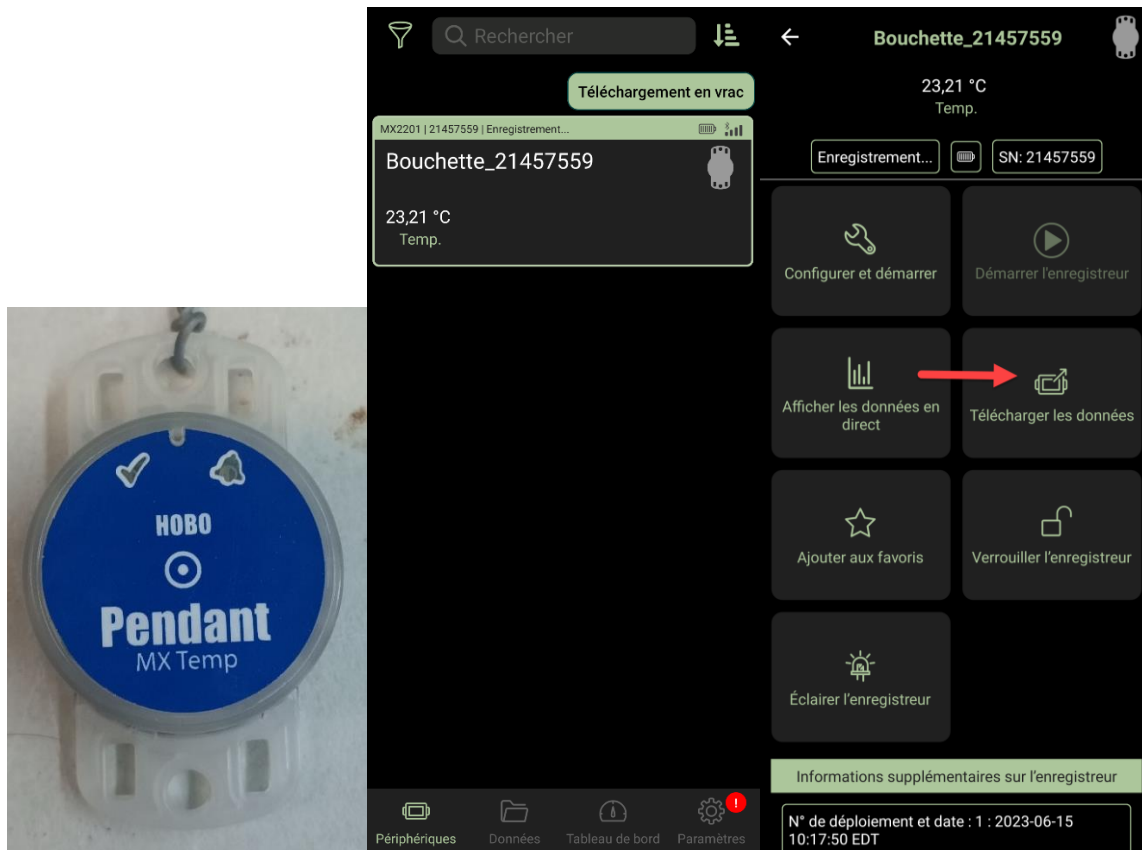 HOBO
Pendant
MX Temp
Rechercher
Téléchargement en vrac
MX2201 | 21457559 | Enregistrement...
Bouchette_21457559
23,21 °C
Temp.
Périphériques
Données
Tableau de bord
Paramètres
Bouchette_21457559
23,21 °C
Temp.
Enregistrement...
SN: 21457559
Configurer et démarrer
Démarrer l'enregistreur
Afficher les données en
direct
Télécharger les données
Ajouter aux favoris
Verrouiller l'enregistreur
Éclairer l'enregistreur
Informations supplémentaires sur l'enregistreur
N° de déploiement et date : 1 : 2023-06-15
10:17:50 EDT